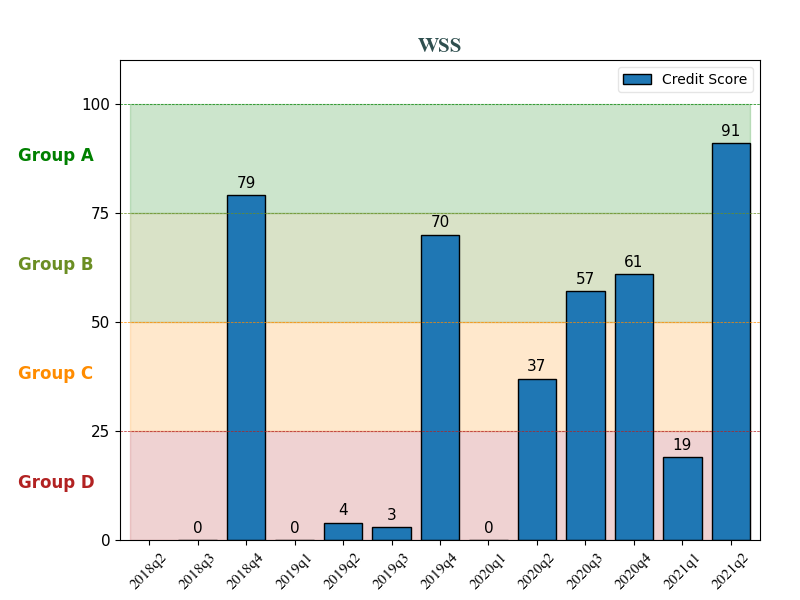 WSS
Credit Score
100
Group A
91
79
75
70
Group B
61
57
50
Group C
37
25
19
Group D
4
3
0
0
0
0
2018q2
2018q3
2018q4
2019q1
2019q2
2019q3
2019q4
2020q1
2020q2
2020q3
2020q4
2021q1
2021q2